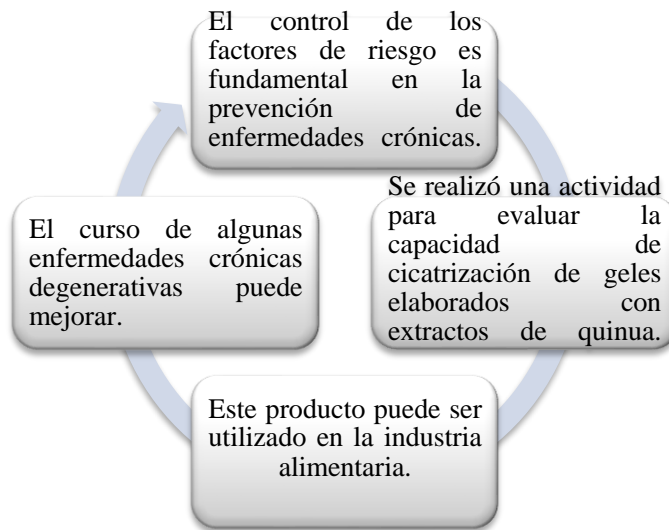 El control de los
factores de riesgo es
fundamental en la
prevención de
enfermedades crónicas.
Se realizó una actividad
para evaluar la
capacidad de
cicatrización de geles
elaborados con
extractos de quinua.
Este producto puede ser
utilizado en la industria
alimentaria.
El curso de algunas
enfermedades crónicas
degenerativas puede
mejorar.